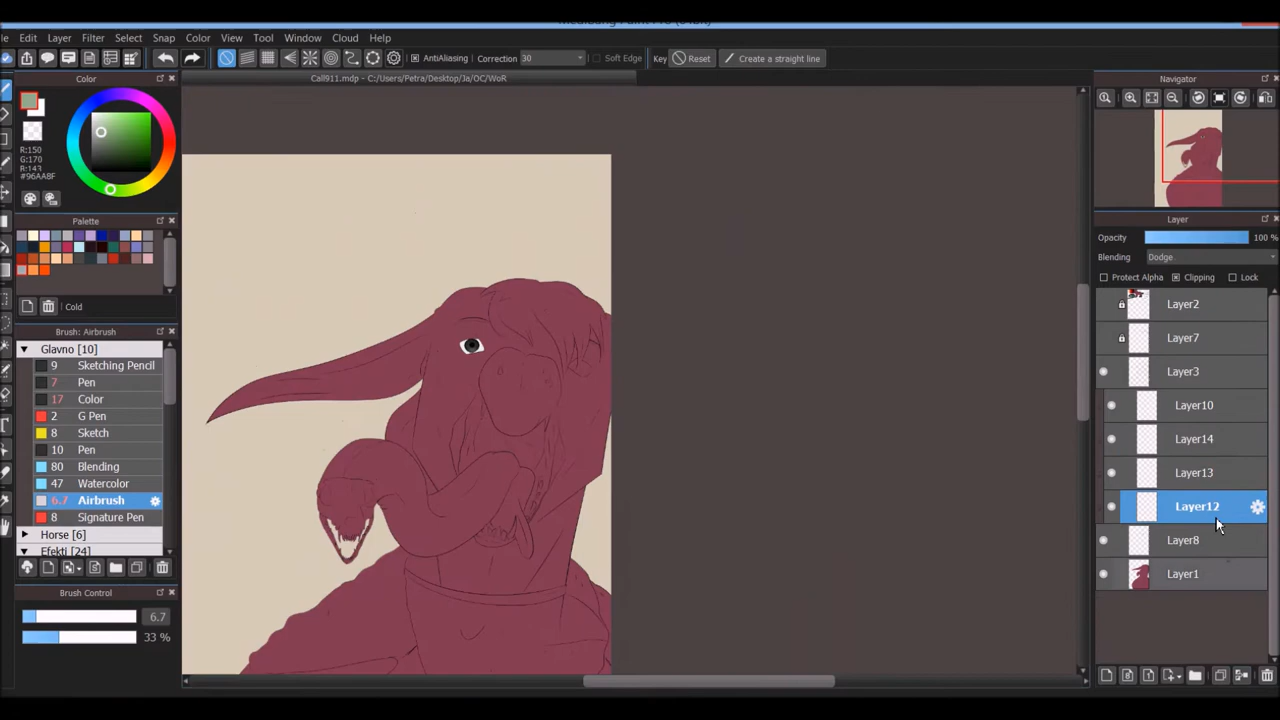 Edit View Layer Filter Select Snap Color View Tool Window Cloud Help
AntiAliasing Correction 30 Soft Edge Key Reset Create a straight line
Call911.mdp - C:/Users/Petra/Desktop/Ja/OC/WoR
Color
R:150
G:170
B:143
#96AA8F
Palette
Cold
Brush: Airbrush
Glavno [10]
9 Sketching Pencil
7 Pen
17 Color
2 G Pen
8 Sketch
10 Pen
80 Blending
47 Watercolor
6.7 Airbrush
8 Signature Pen
Horse [6]
Efekti [24]
Brush Control
6.7
33 %
Navigator
Layer
Opacity 100 %
Blending Dodge
Protect Alpha Clipping Lock
Layer2
Layer7
Layer3
Layer10
Layer14
Layer13
Layer12
Layer8
Layer1